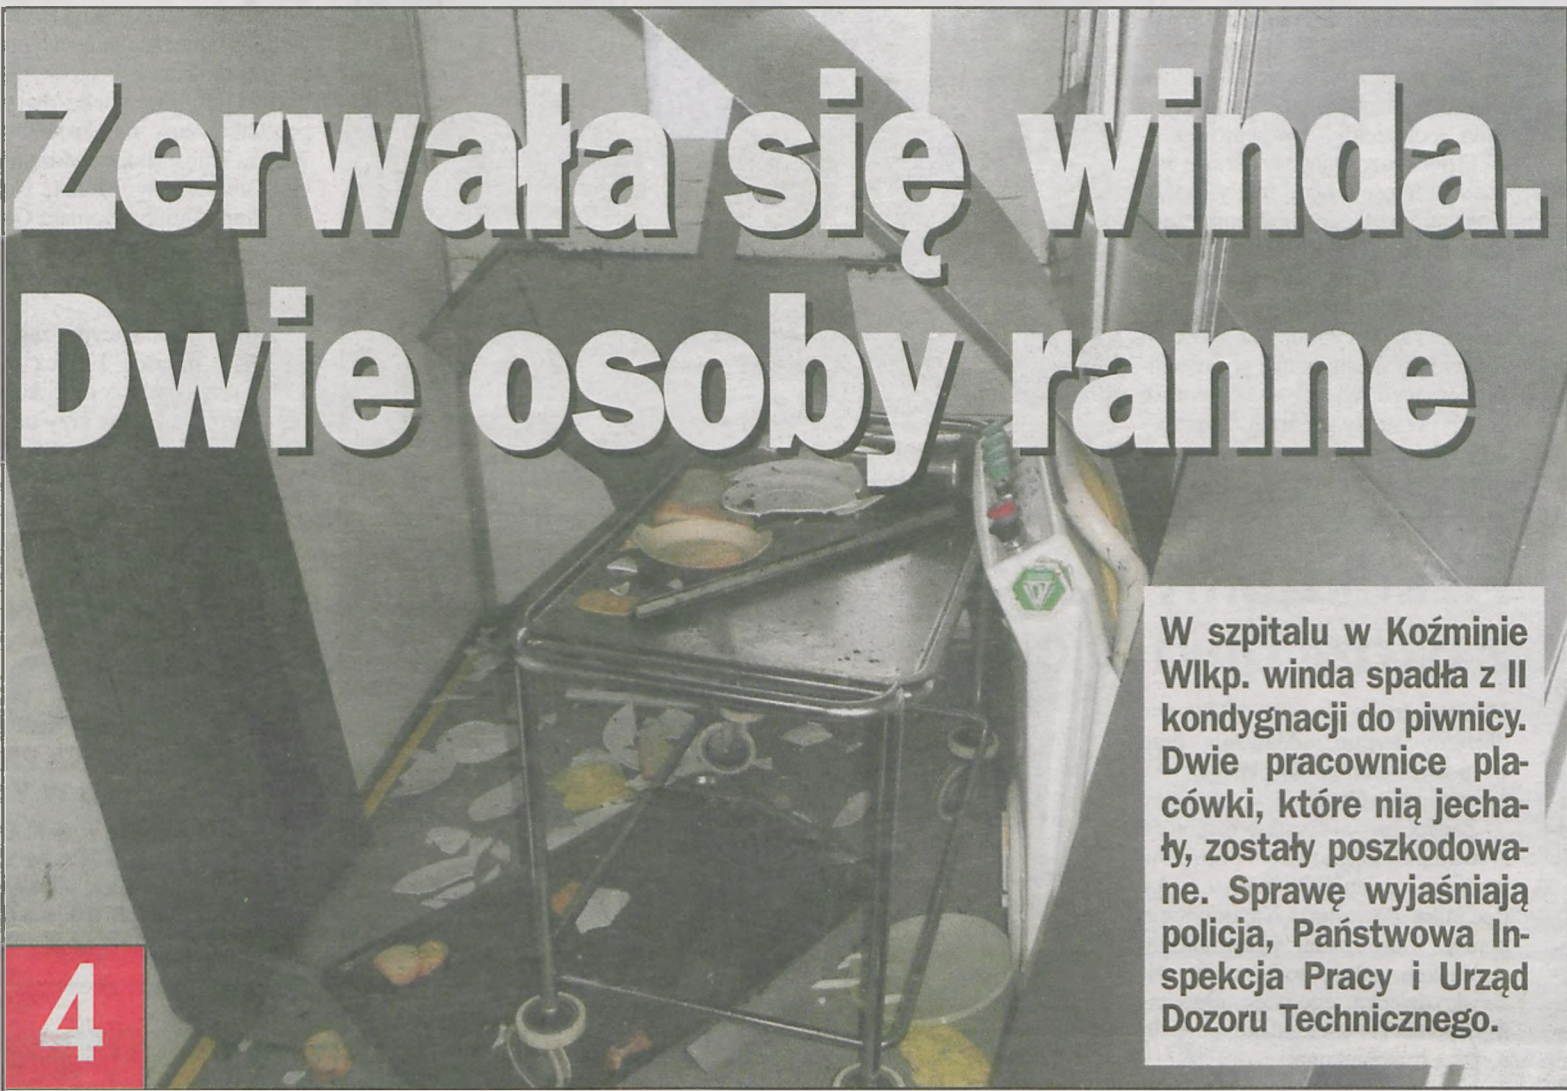 Zerwała się winda.
Dwie osoby ranne
W szpitalu w Koźminie
Wlkp. winda spadła z II
kondygnacji do piwnicy.
Dwie pracownice pla-
cówki, które nią jecha-
ły, zostały poszkodowa-
ne. Sprawę wyjaśniają
policja, Państwowa In-
spekcja Pracy i Urząd
Dozoru Technicznego.
4